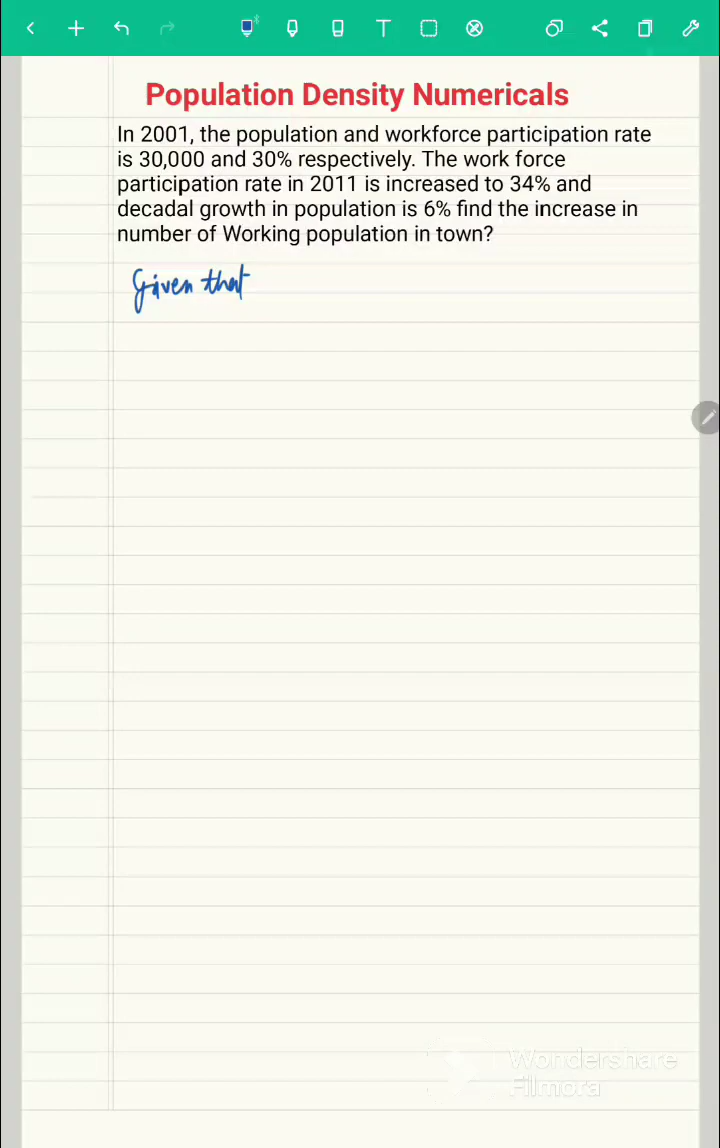 Population Density Numericals
In 2001, the population and workforce participation rate
is 30,000 and 30% respectively. The work force
participation rate in 2011 is increased to 34% and
decadal growth in population is 6% find the increase in
number of Working population in town?
Given that
Wondershare
Filmora